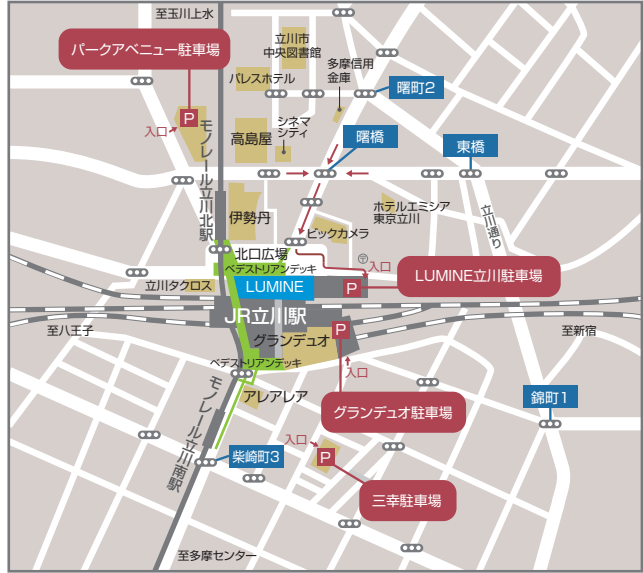 至玉川上水
パークアベニュー駐車場
立川市
中央図書館
多摩信用
金庫
パレスホテル
曙町2
P
入口
モノレール立川北駅
高島屋
シネマ
シティ
曙橋
東橋
伊勢丹
ホテルエミシア
東京立川
立川通り
ビックカメラ
北口広場
ペデストリアンデッキ
〒
入口
LUMINE立川駐車場
立川タクロス
LUMINE
P
JR立川駅
P
至八王子
グランデュオ
至新宿
ペデストリアンデッキ
入口
アレアレア
グランデュオ駐車場
錦町1
モノレール立川南駅
入口
柴崎町3
P
三幸駐車場
至多摩センター